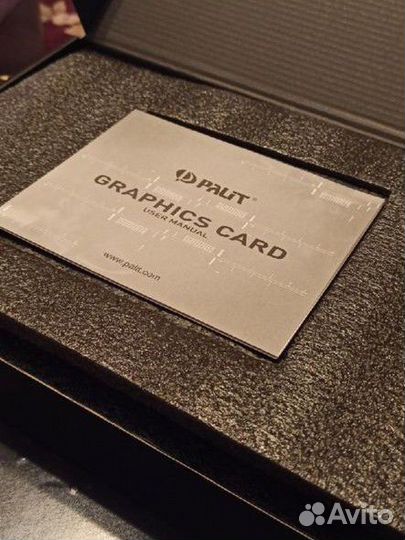 PALIT®
GRAPHICS CARD
USER MANUAL
www.palit.com
Avito